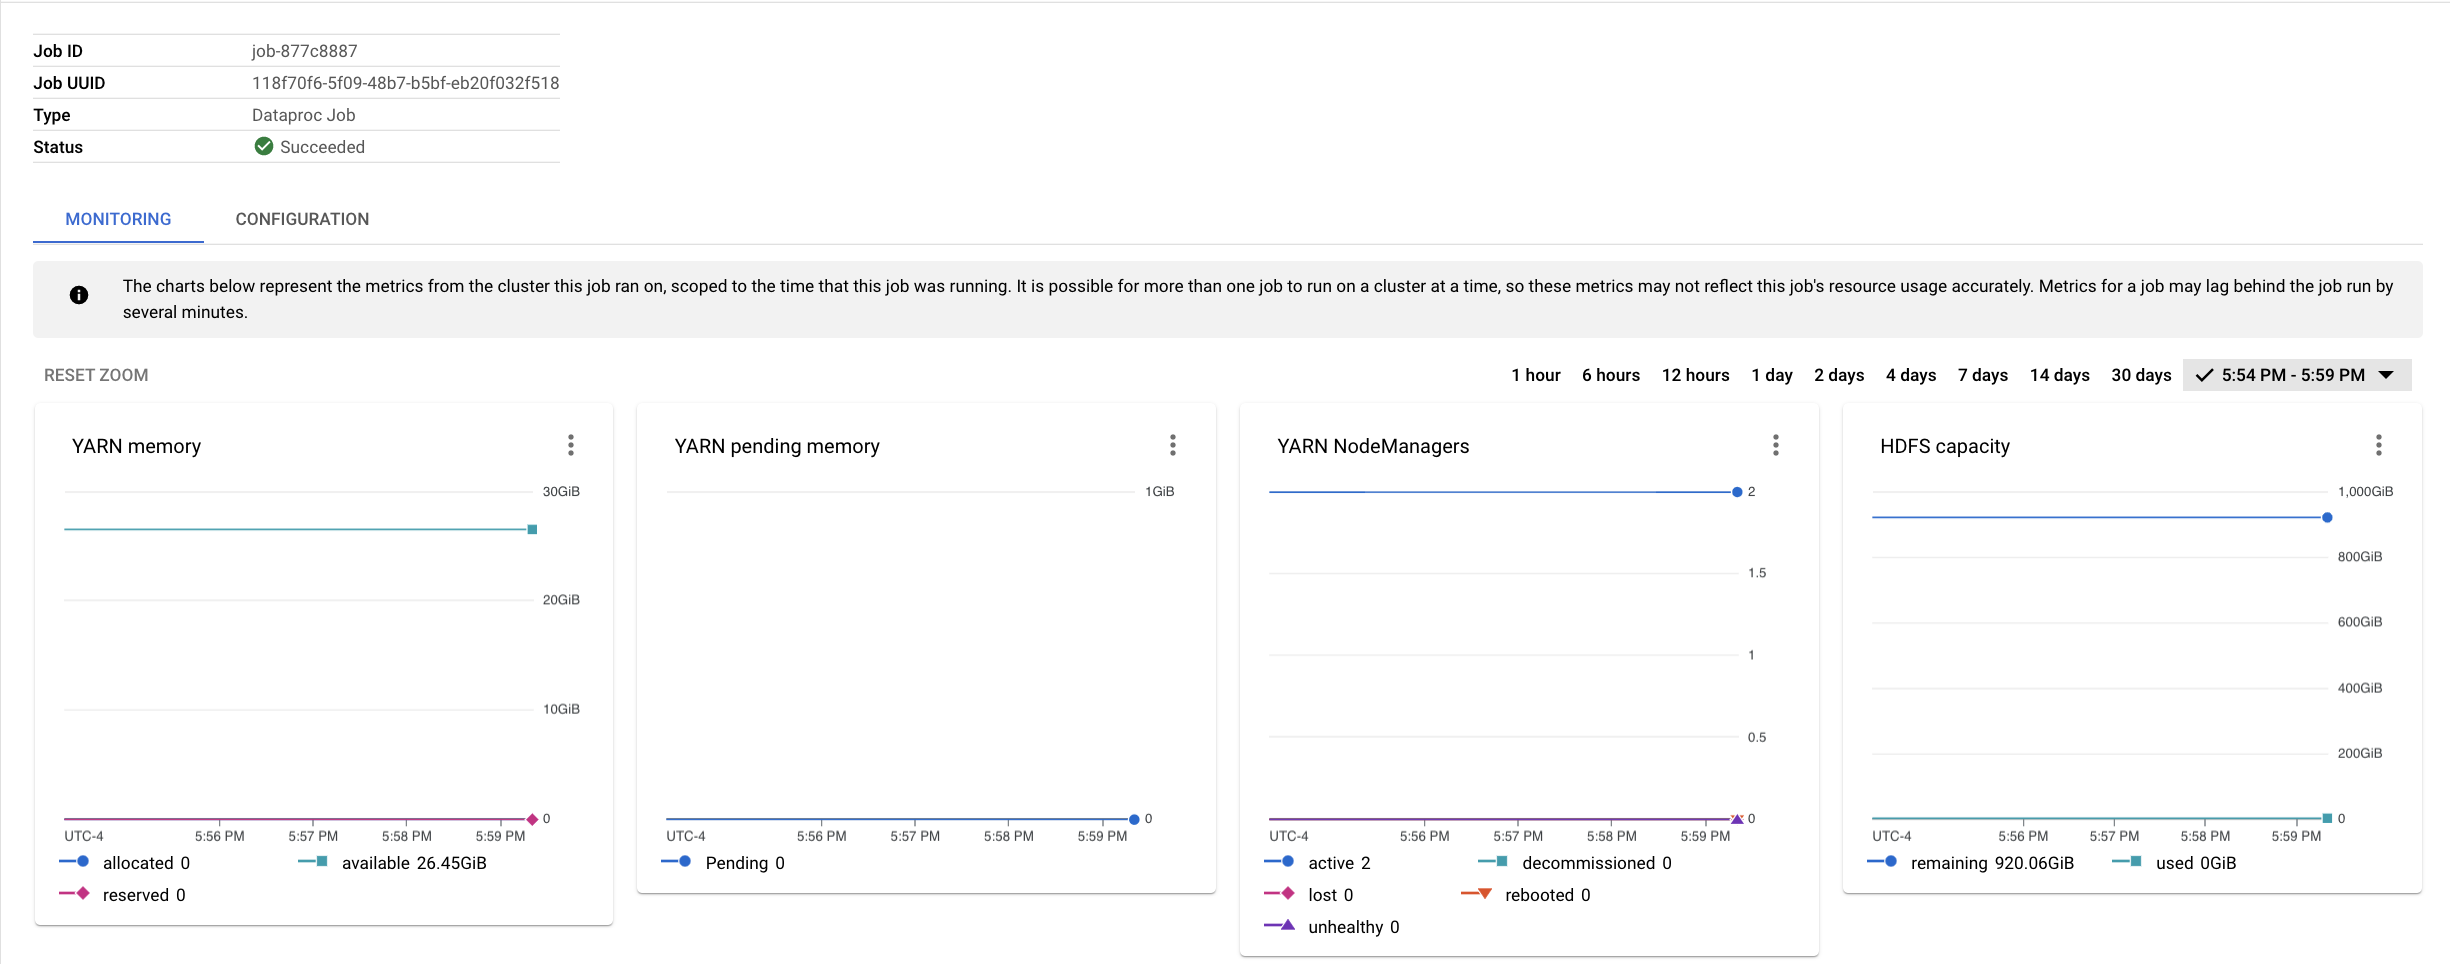 Job ID job-877c8887
Job UUID 118f70f6-5f09-48b7-b5bf-eb20f032f518
Type Dataproc Job
Status Succeeded
MONITORING CONFIGURATION
The charts below represent the metrics from the cluster this job ran on, scoped to the time that this job was running. It is possible for more than one job to run on a cluster at a time, so these metrics may not reflect this job's resource usage accurately. Metrics for a job may lag behind the job run by
several minutes.
RESET ZOOM 1 hour 6 hours 12 hours 1 day 2 days 4 days 7 days 14 days 30 days 5:54 PM - 5:59 PM
YARN memory
30GiB
20GiB
10GiB
0
UTC-4 5:56 PM 5:57 PM 5:58 PM 5:59 PM
allocated 0 available 26.45GiB
reserved 0
YARN pending memory
1GiB
0
UTC-4 5:56 PM 5:57 PM 5:58 PM 5:59 PM
Pending 0
YARN NodeManagers
2
1.5
1
0.5
0
UTC-4 5:56 PM 5:57 PM 5:58 PM 5:59 PM
active 2 decommissioned 0
lost 0 rebooted 0
unhealthy 0
HDFS capacity
1,000GiB
800GiB
600GiB
400GiB
200GiB
0
UTC-4 5:56 PM 5:57 PM 5:58 PM 5:59 PM
remaining 920.06GiB used 0GiB